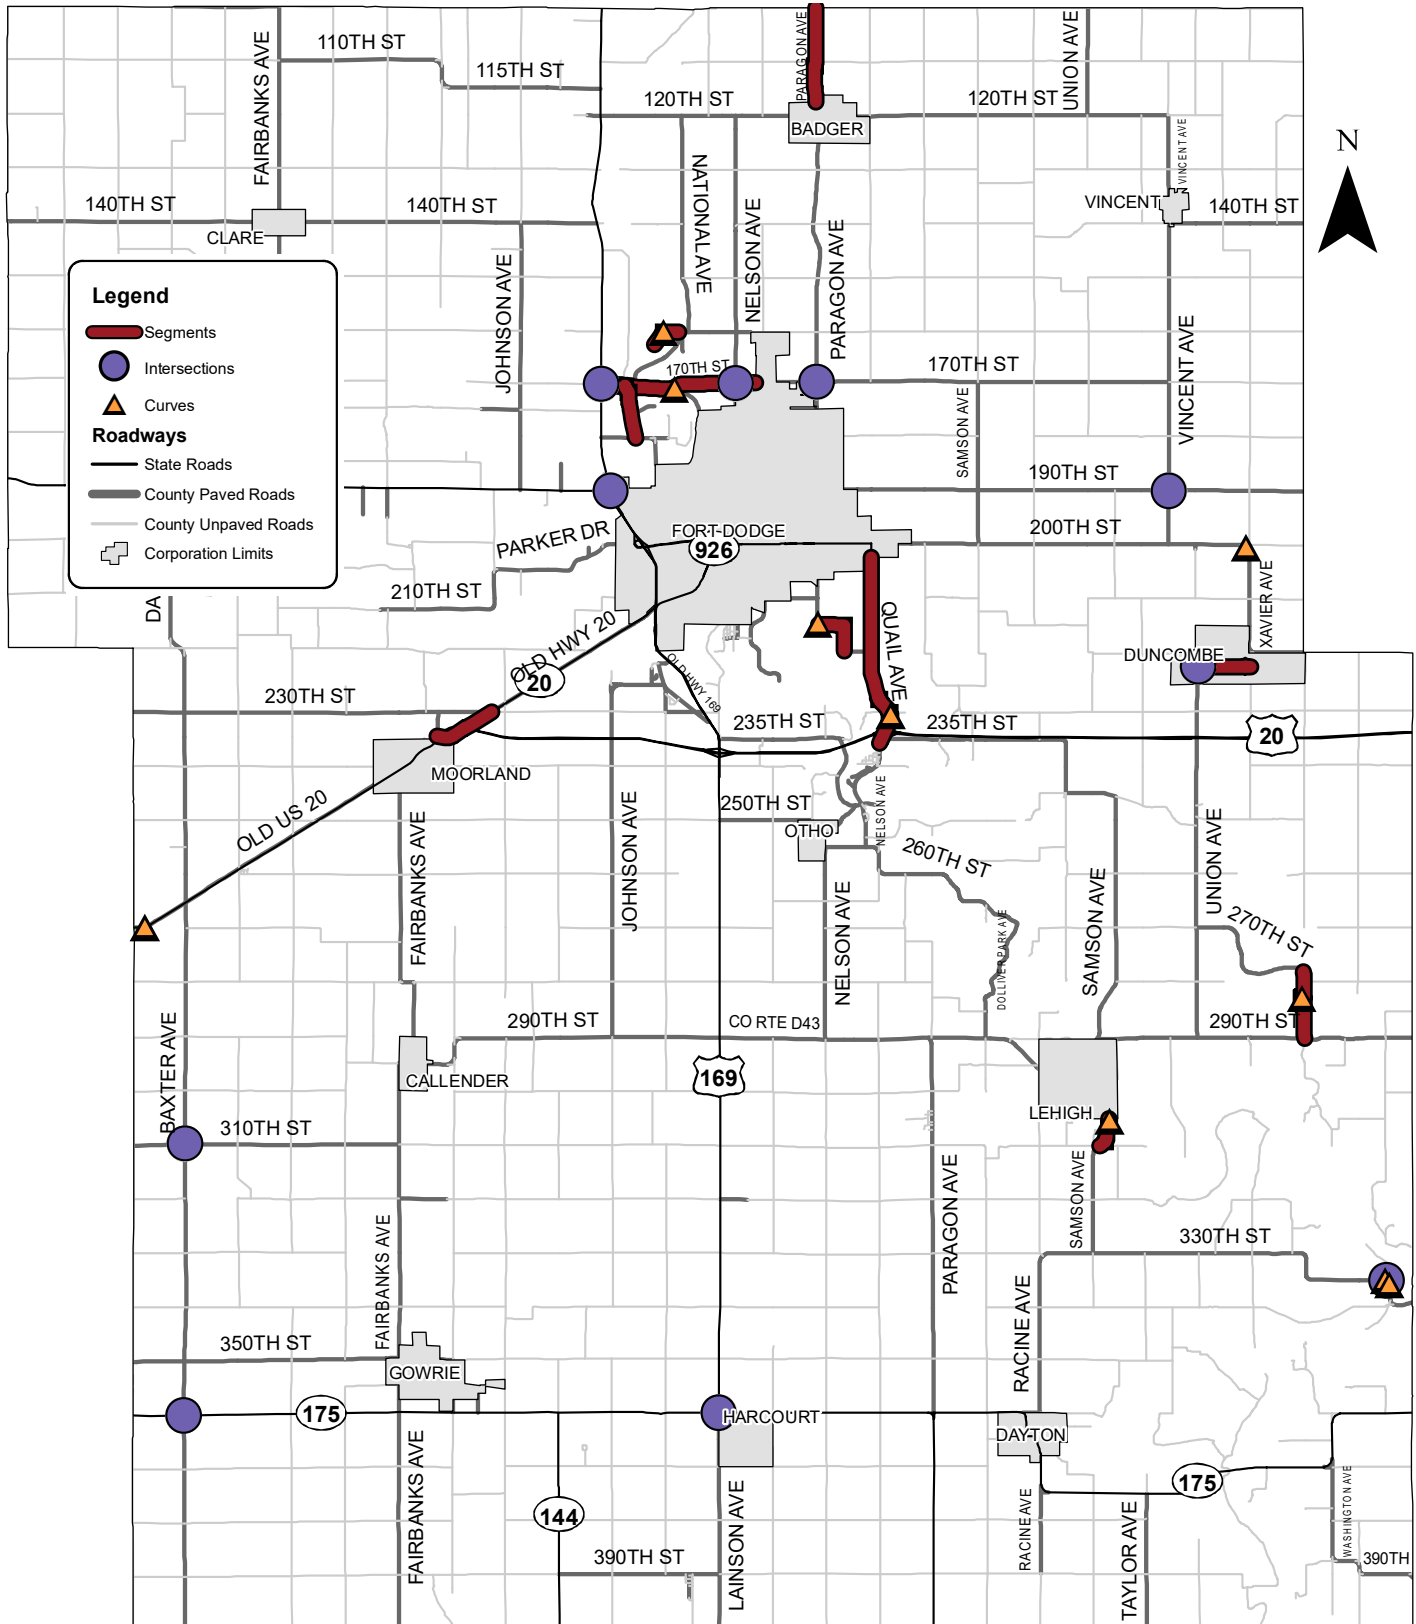 FAIRBANKS AVE
110TH ST
115TH ST
PARAGON AVE
UNION AVE
120TH ST
120TH ST
BADGER
N
NATIONAL AVE
NELSON AVE
PARAGON AVE
VINCENT AVE
VINCENT
140TH ST
140TH ST
140TH ST
CLARE
JOHNSON AVE
Legend
Segments
Intersections
Curves
Roadways
State Roads
County Paved Roads
County Unpaved Roads
Corporation Limits
170TH ST
170TH ST
VINCENT AVE
SAMSON AVE
190TH ST
200TH ST
FORT DODGE
926
PARKER DR
210TH ST
DA
XAVIER AVE
QUAIL AVE
OLD HWY 20
20
OLD HWY 169
DUNCOMBE
230TH ST
235TH ST
235TH ST
20
MOORLAND
OLD US 20
FAIRBANKS AVE
JOHNSON AVE
250TH ST
OTHO
NELSON AVE
260TH ST
NELSON AVE
DOLLIVER PARK AVE
SAMSON AVE
UNION AVE
270TH ST
290TH ST
CO RTE D43
290TH ST
BAXTER AVE
CALLENDER
169
LEHIGH
310TH ST
PARAGON AVE
SAMSON AVE
330TH ST
FAIRBANKS AVE
RACINE AVE
350TH ST
GOWRIE
175
HARCOURT
DAYTON
175
FAIRBANKS AVE
144
LAINSON AVE
390TH ST
RACINE AVE
TAYLOR AVE
WASHINGTON AVE
390TH